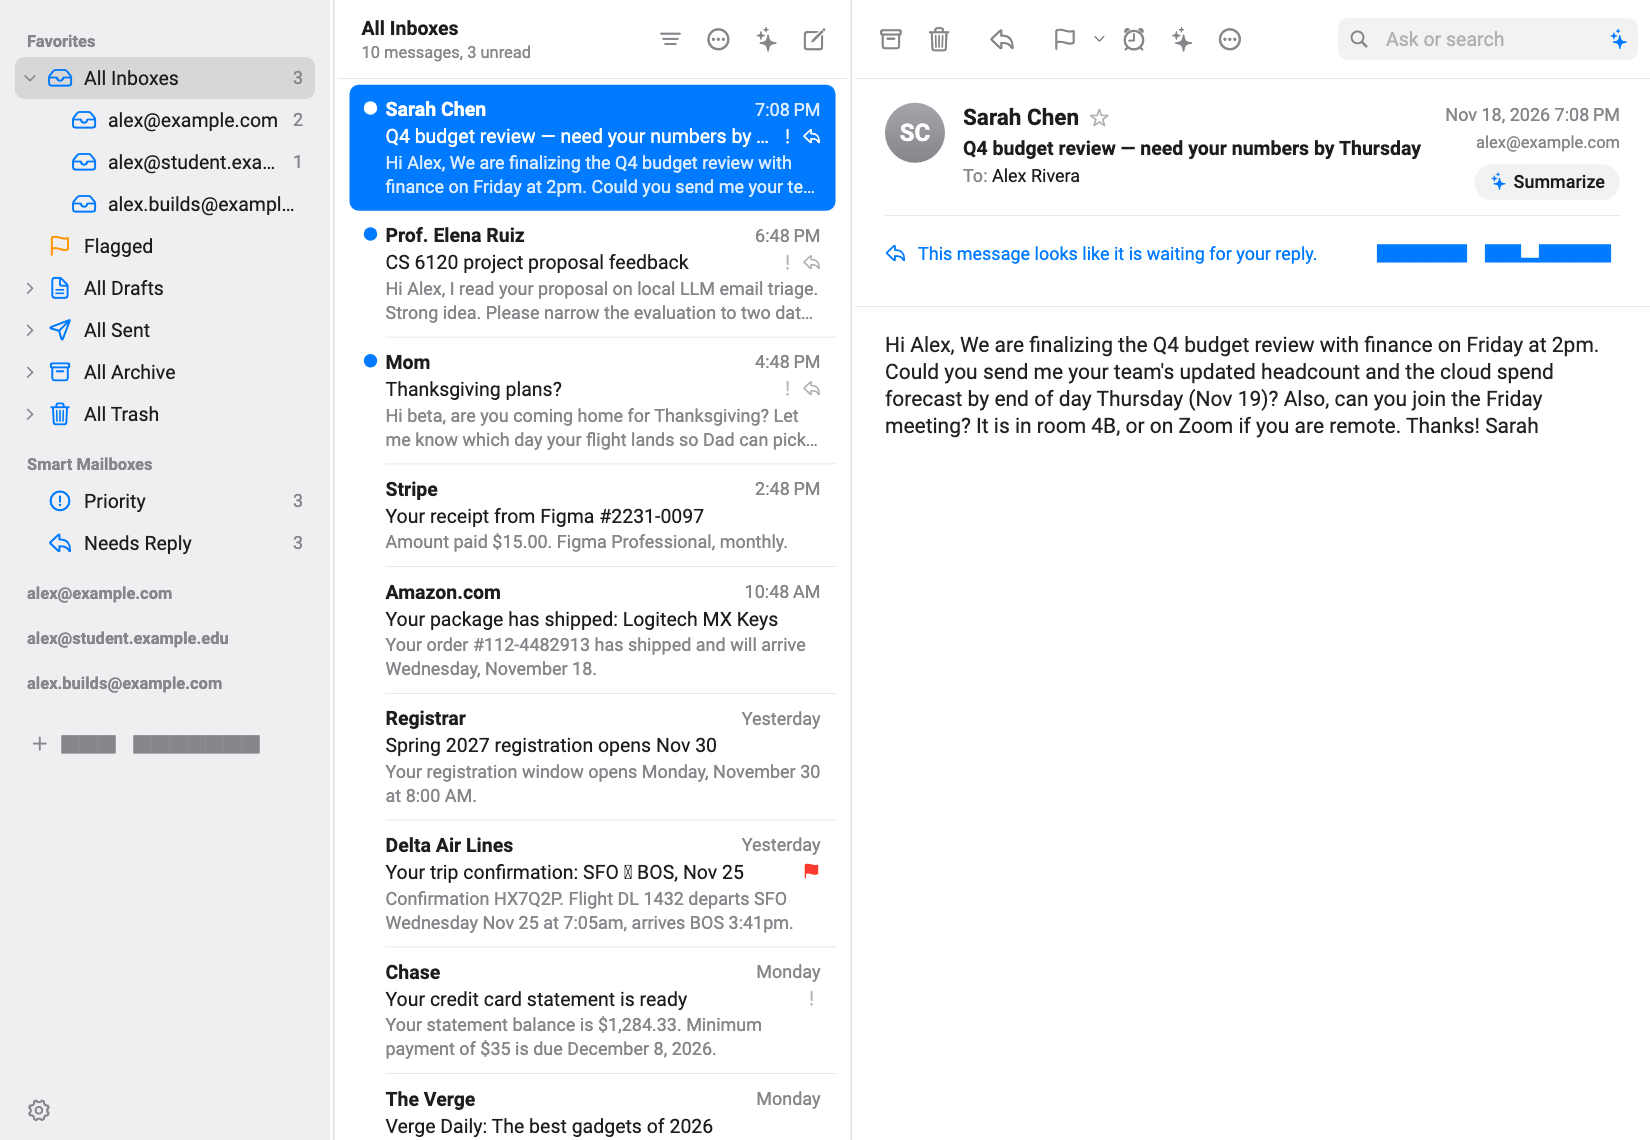 Favorites
All Inboxes 3
alex@example.com 2
alex@student.exa... 1
alex.builds@exampl...
Flagged
All Drafts
All Sent
All Archive
All Trash
Smart Mailboxes
Priority 3
Needs Reply 3
alex@example.com
alex@student.example.edu
alex.builds@example.com
All Inboxes
10 messages, 3 unread
Sarah Chen 7:08 PM
Q4 budget review — need your numbers by ... !
Hi Alex, We are finalizing the Q4 budget review with
finance on Friday at 2pm. Could you send me your te...
Prof. Elena Ruiz 6:48 PM
CS 6120 project proposal feedback !
Hi Alex, I read your proposal on local LLM email triage.
Strong idea. Please narrow the evaluation to two dat...
Mom 4:48 PM
Thanksgiving plans? !
Hi beta, are you coming home for Thanksgiving? Let
me know which day your flight lands so Dad can pick...
Stripe 2:48 PM
Your receipt from Figma #2231-0097
Amount paid $15.00. Figma Professional, monthly.
Amazon.com 10:48 AM
Your package has shipped: Logitech MX Keys
Your order #112-4482913 has shipped and will arrive
Wednesday, November 18.
Registrar Yesterday
Spring 2027 registration opens Nov 30
Your registration window opens Monday, November 30
at 8:00 AM.
Delta Air Lines Yesterday
Your trip confirmation: SFO BOS, Nov 25
Confirmation HX7Q2P. Flight DL 1432 departs SFO
Wednesday Nov 25 at 7:05am, arrives BOS 3:41pm.
Chase Monday
Your credit card statement is ready !
Your statement balance is $1,284.33. Minimum
payment of $35 is due December 8, 2026.
The Verge Monday
Verge Daily: The best gadgets of 2026
Ask or search
SC
Sarah Chen
Nov 18, 2026 7:08 PM
Q4 budget review — need your numbers by Thursday
alex@example.com
To: Alex Rivera
Summarize
This message looks like it is waiting for your reply.
Hi Alex, We are finalizing the Q4 budget review with finance on Friday at 2pm.
Could you send me your team's updated headcount and the cloud spend
forecast by end of day Thursday (Nov 19)? Also, can you join the Friday
meeting? It is in room 4B, or on Zoom if you are remote. Thanks! Sarah